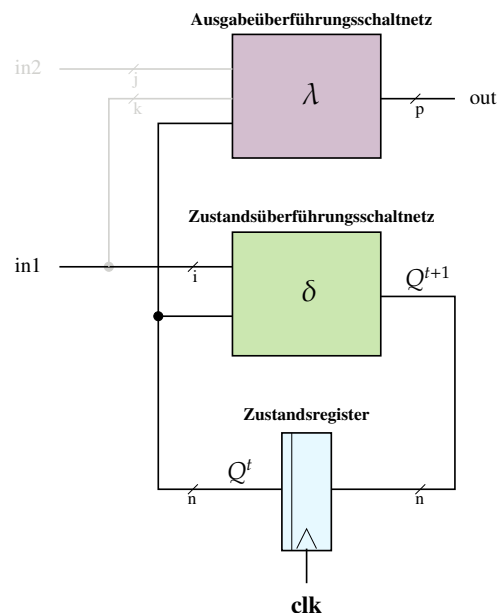 Ausgabeüberführungsschaltnetz
in2
j
k
λ
p
out
Zustandsüberführungsschaltnetz
in1
i
δ
Q^{t+1}
Zustandsregister
Q^t
n
n
clk